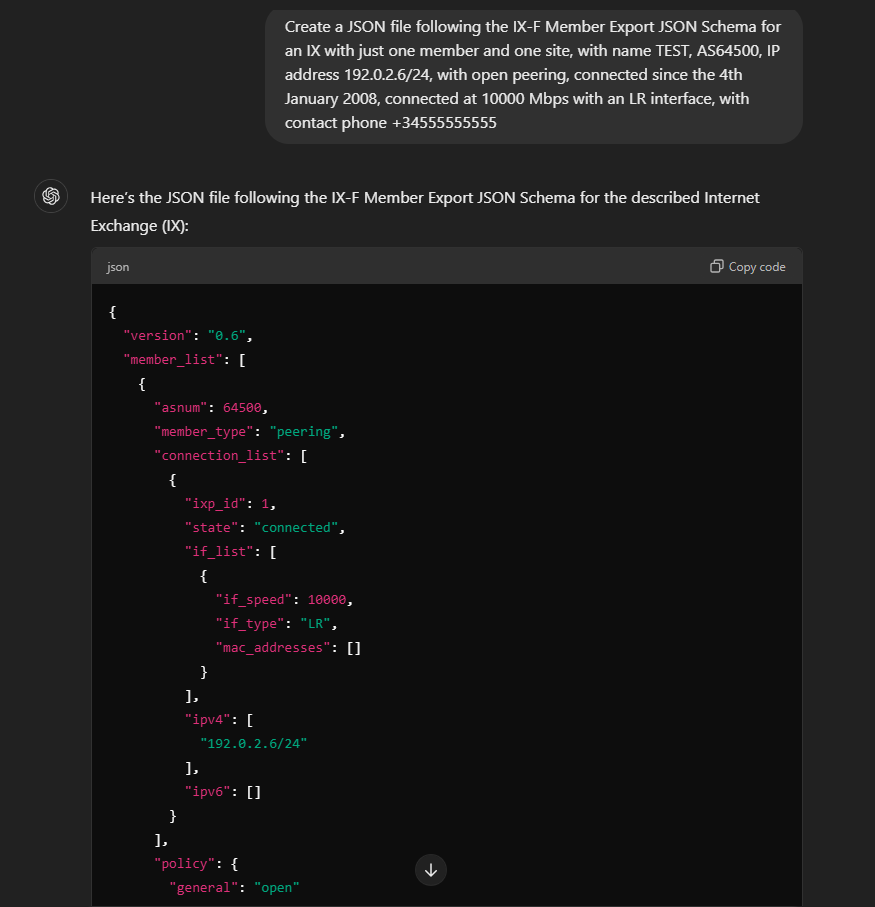 Create a JSON file following the IX-F Member Export JSON Schema for
an IX with just one member and one site, with name TEST, AS64500, IP
address 192.0.2.6/24, with open peering, connected since the 4th
January 2008, connected at 10000 Mbps with an LR interface, with
contact phone +34555555555
Here's the JSON file following the IX-F Member Export JSON Schema for the described Internet
Exchange (IX):
json
Copy code
{
  "version": "0.6",
  "member_list": [
    {
      "asnum": 64500,
      "member_type": "peering",
      "connection_list": [
        {
          "ixp_id": 1,
          "state": "connected",
          "if_list": [
            {
              "if_speed": 10000,
              "if_type": "LR",
              "mac_addresses": []
            }
          ],
          "ipv4": [
            "192.0.2.6/24"
          ],
          "ipv6": []
        }
      ],
      "policy": {
        "general": "open"